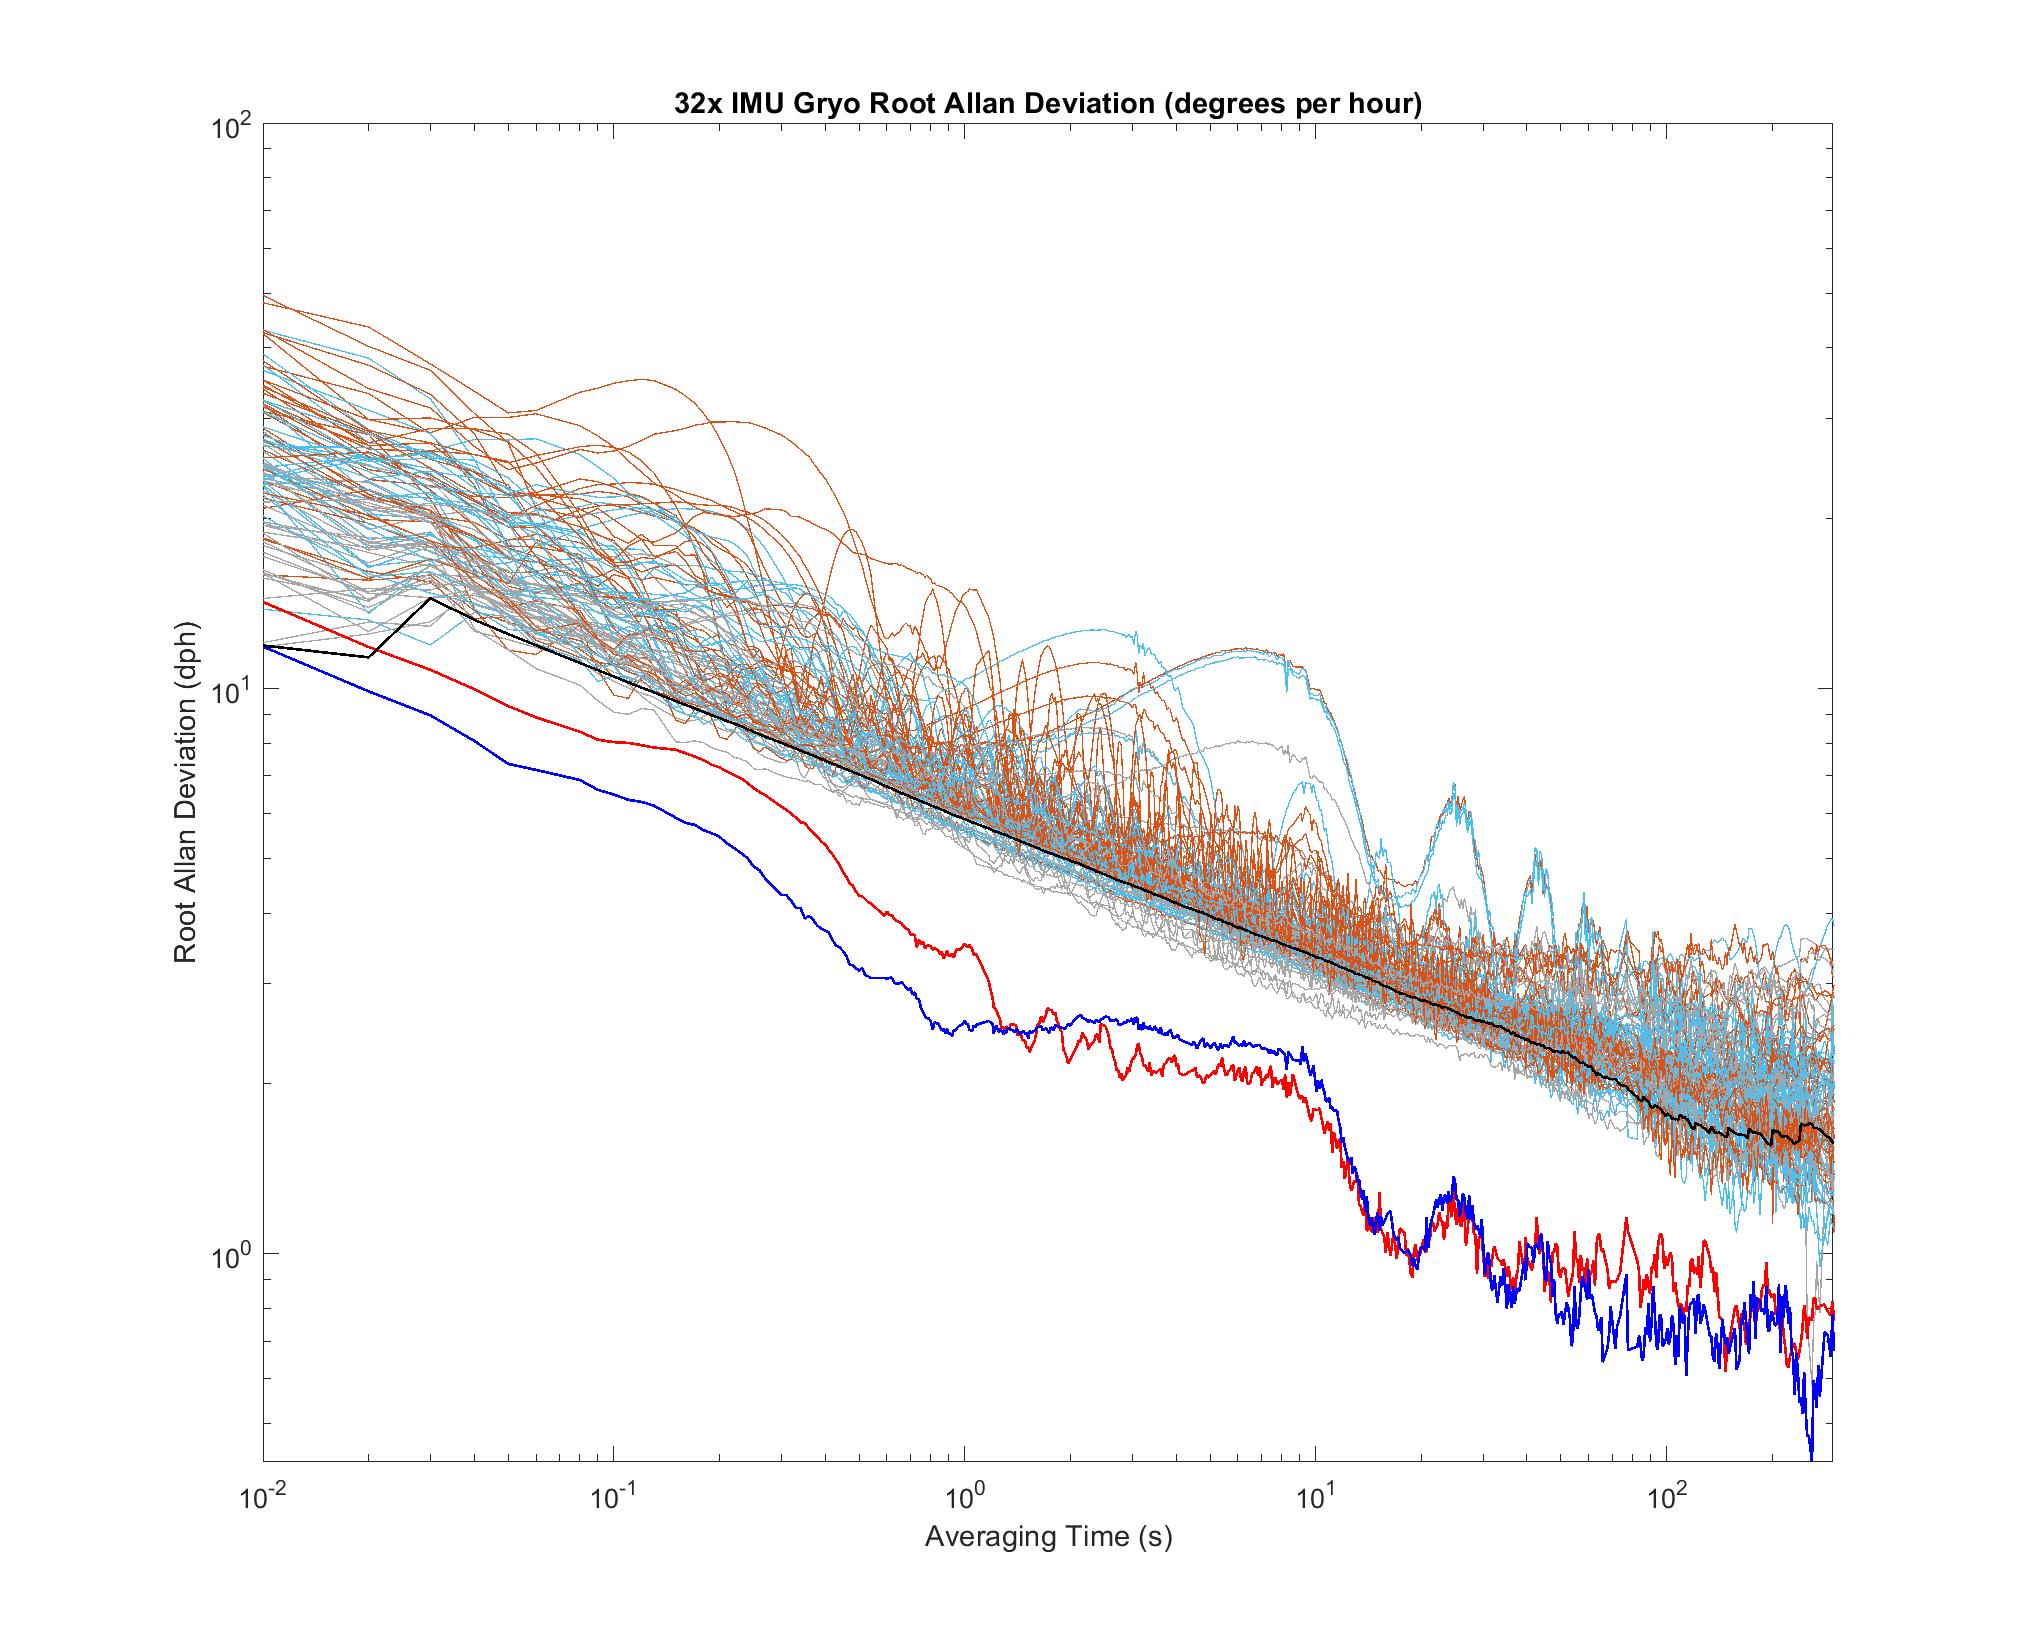 32x IMU Gryo Root Allan Deviation (degrees per hour)
10^2
10^1
10^0
Root Allan Deviation (dph)
10^-2
10^-1
10^0
10^1
10^2
Averaging Time (s)